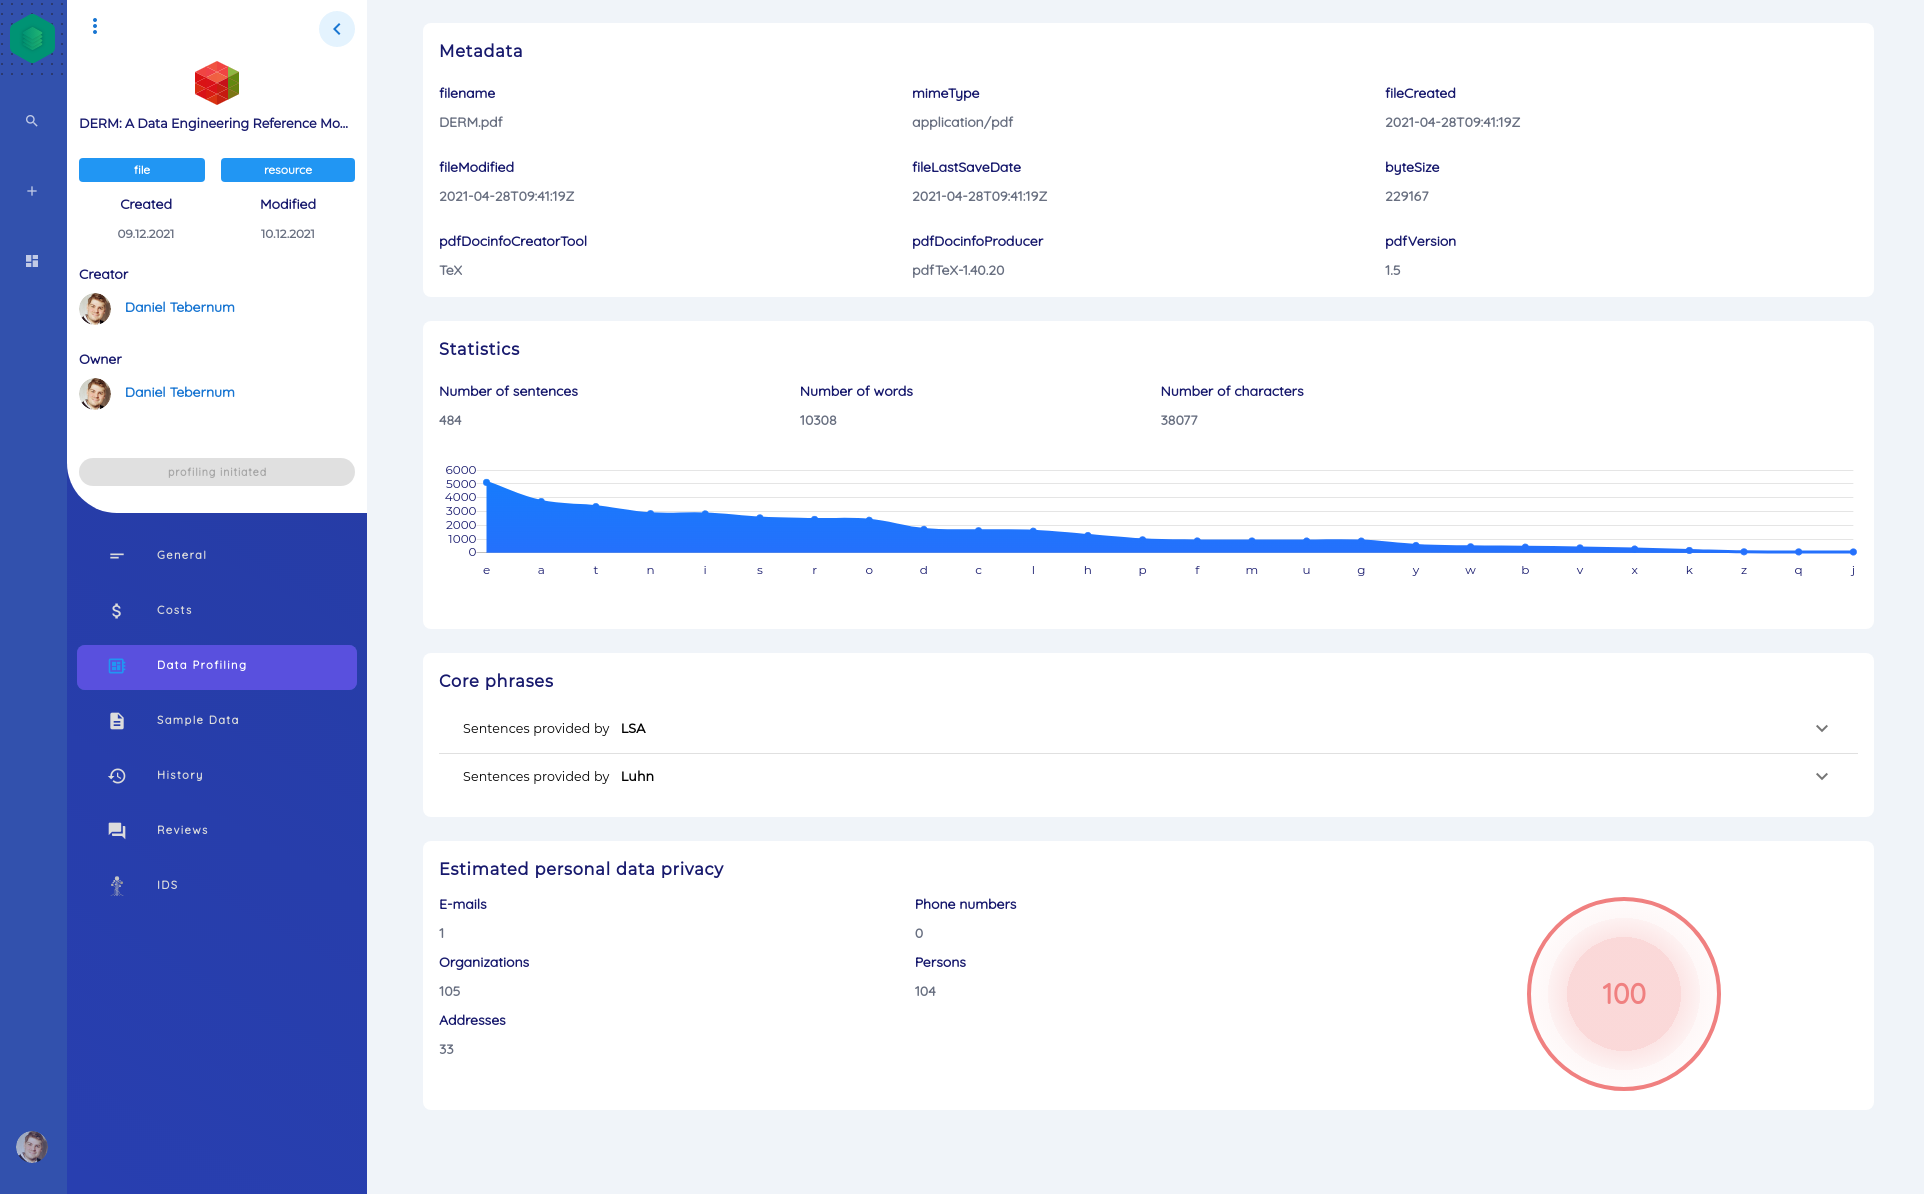 DERM: A Data Engineering Reference Mo...
file resource
Created Modified
09.12.2021 10.12.2021
Creator
Daniel Tebernum
Owner
Daniel Tebernum
profiling initiated
General
Costs
Data Profiling
Sample Data
History
Reviews
IDS
Metadata
filename mimeType fileCreated
DERM.pdf application/pdf 2021-04-28T09:41:19Z
fileModified fileLastSaveDate byteSize
2021-04-28T09:41:19Z 2021-04-28T09:41:19Z 229167
pdfDocinfoCreatorTool pdfDocinfoProducer pdfVersion
TeX pdfTeX-1.40.20 1.5
Statistics
Number of sentences Number of words Number of characters
484 10308 38077
6000
5000
4000
3000
2000
1000
0
e a t n i s r o d c l h p f m u g y w b v x k z q j
Core phrases
Sentences provided by LSA
Sentences provided by Luhn
Estimated personal data privacy
E-mails Phone numbers
1 0
Organizations Persons
105 104
Addresses
33
100